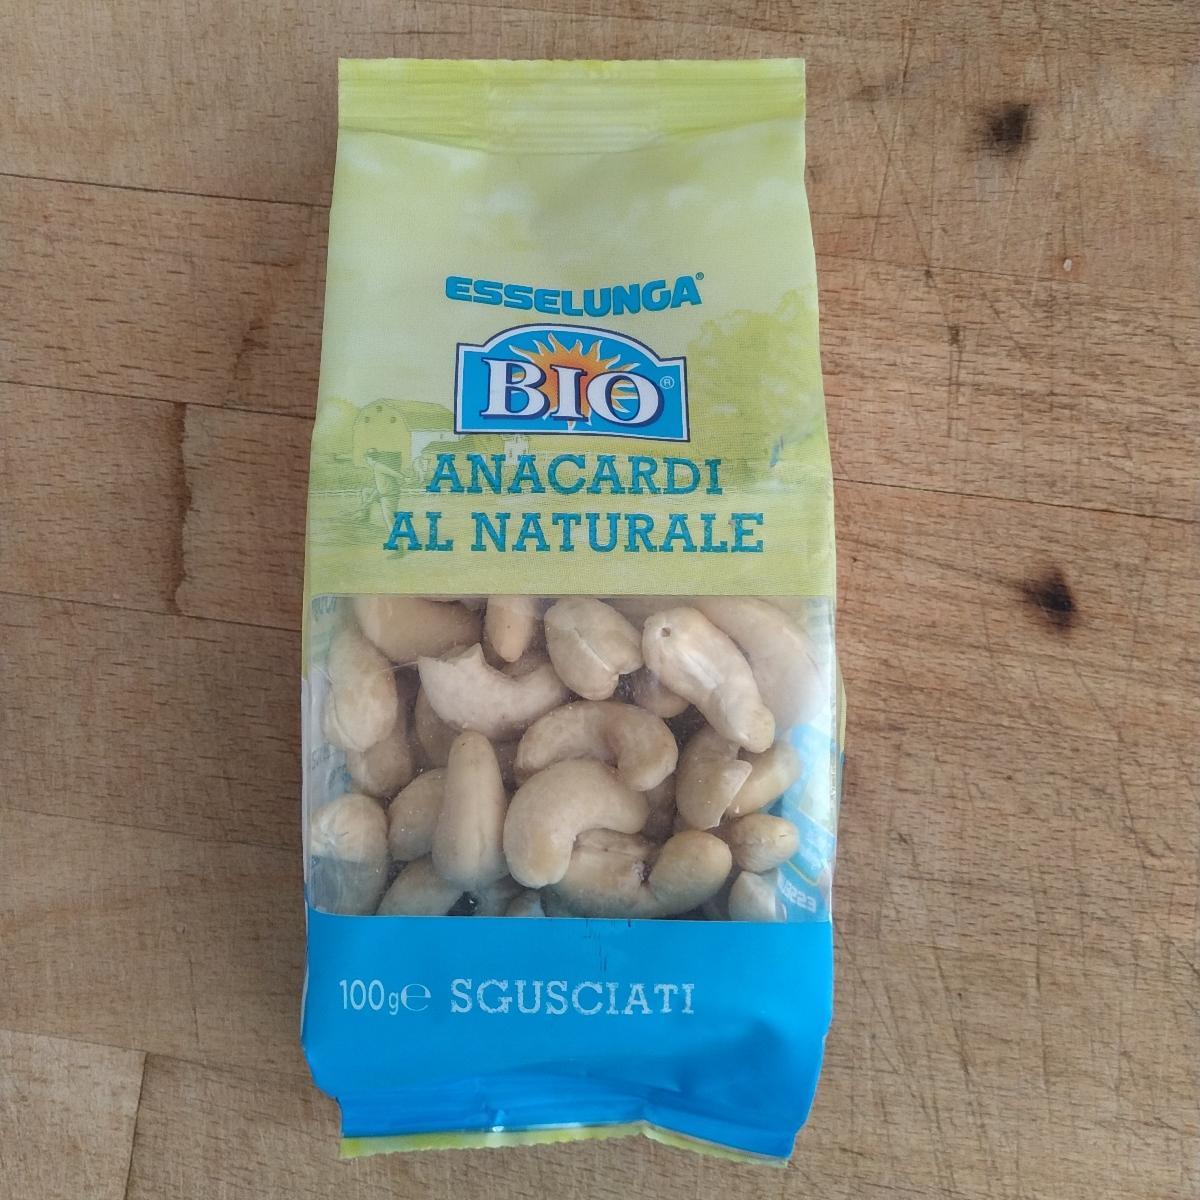 ESSELUNGA®
BIO®
ANACARDI
AL NATURALE
100g℮ SGUSCIATI